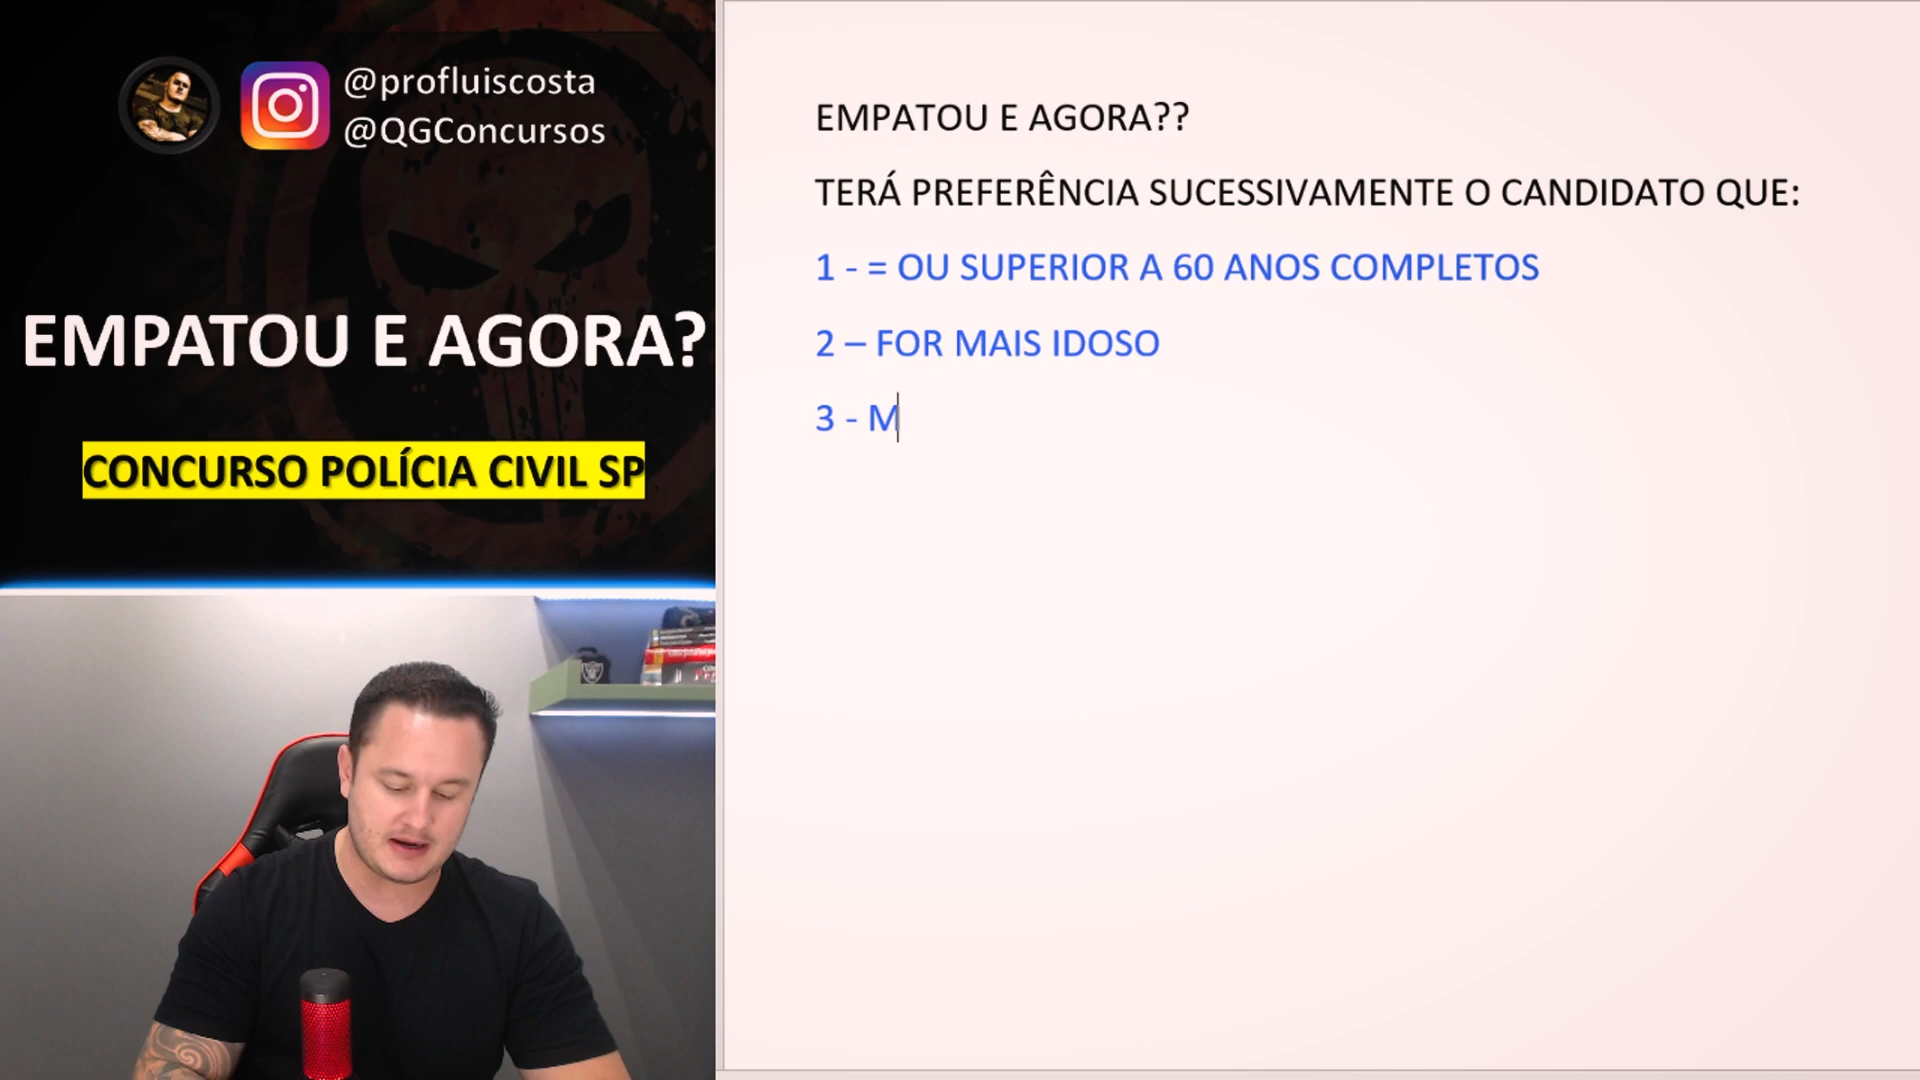 @profluiscosta
@QGConcursos
EMPATOU E AGORA?
CONCURSO POLÍCIA CIVIL SP
EMPATOU E AGORA??
TERÁ PREFERÊNCIA SUCESSIVAMENTE O CANDIDATO QUE:
1 - = OU SUPERIOR A 60 ANOS COMPLETOS
2 – FOR MAIS IDOSO
3 - M